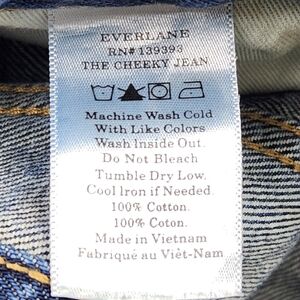 EVERLANE
RN# 139393
THE CHEEKY JEAN
Machine Wash Cold
With Like Colors
Wash Inside Out.
Do Not Bleach
Tumble Dry Low.
Cool Iron if Needed.
100% Cotton.
100% Coton.
Made in Vietnam
Fabriqué au Viêt-Nam